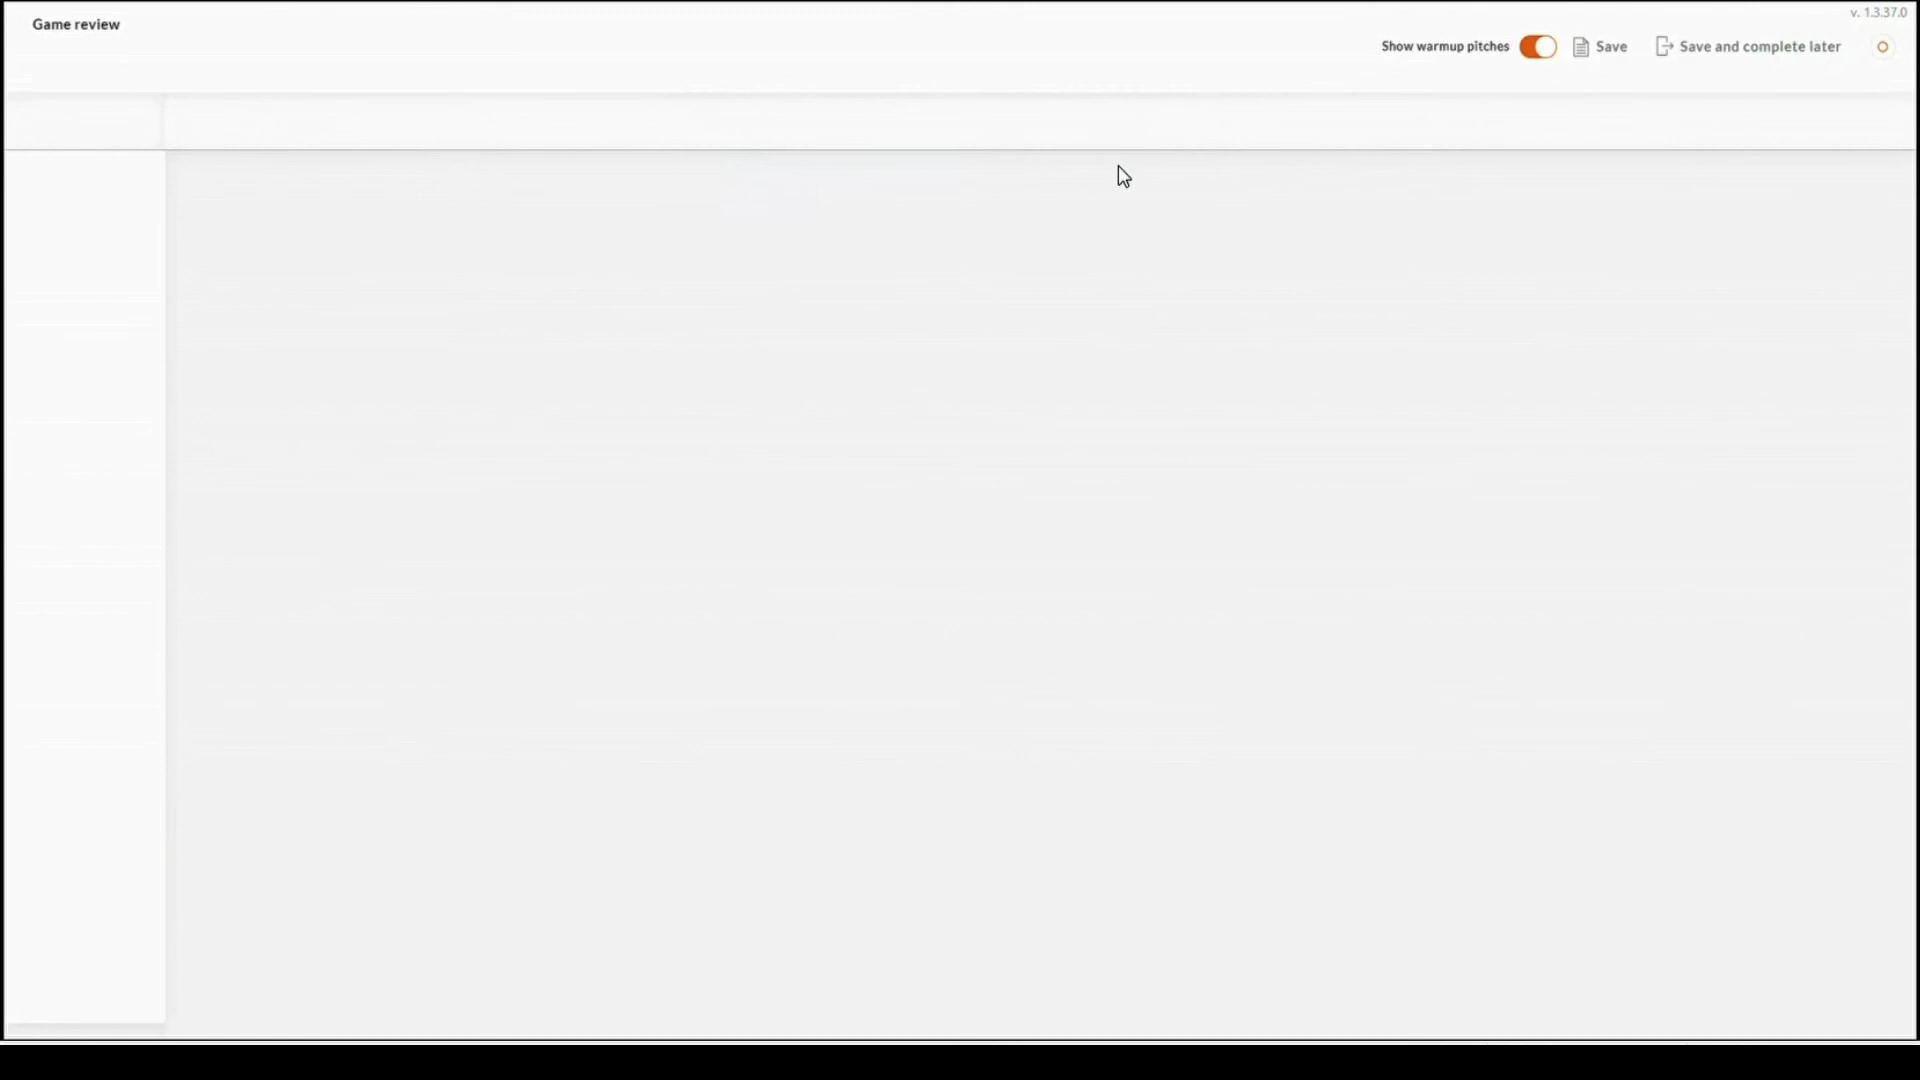 Game review
v. 1.3.37.0
Show warmup pitches
Save
Save and complete later